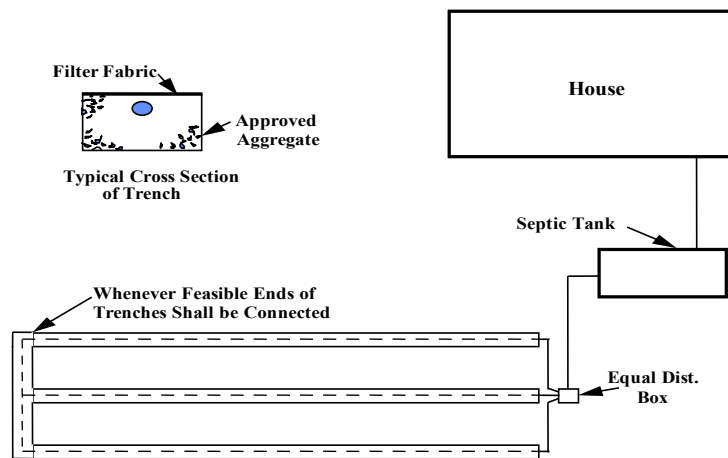 Filter Fabric
House
Approved
Aggregate
Typical Cross Section
of Trench
Septic Tank
Whenever Feasible Ends of
Trenches Shall be Connected
Equal Dist.
Box